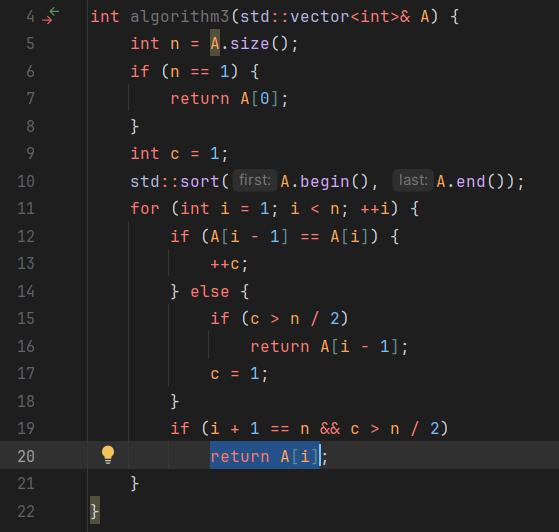 4 int algorithm3(std::vector<int>& A) {
5 int n = A.size();
6 if (n == 1) {
7 return A[0];
8 }
9 int c = 1;
10 std::sort( first: A.begin(), last: A.end());
11 for (int i = 1; i < n; ++i) {
12 if (A[i - 1] == A[i]) {
13 ++c;
14 } else {
15 if (c > n / 2)
16 return A[i - 1];
17 c = 1;
18 }
19 if (i + 1 == n && c > n / 2)
20 return A[i];
21 }
22 }